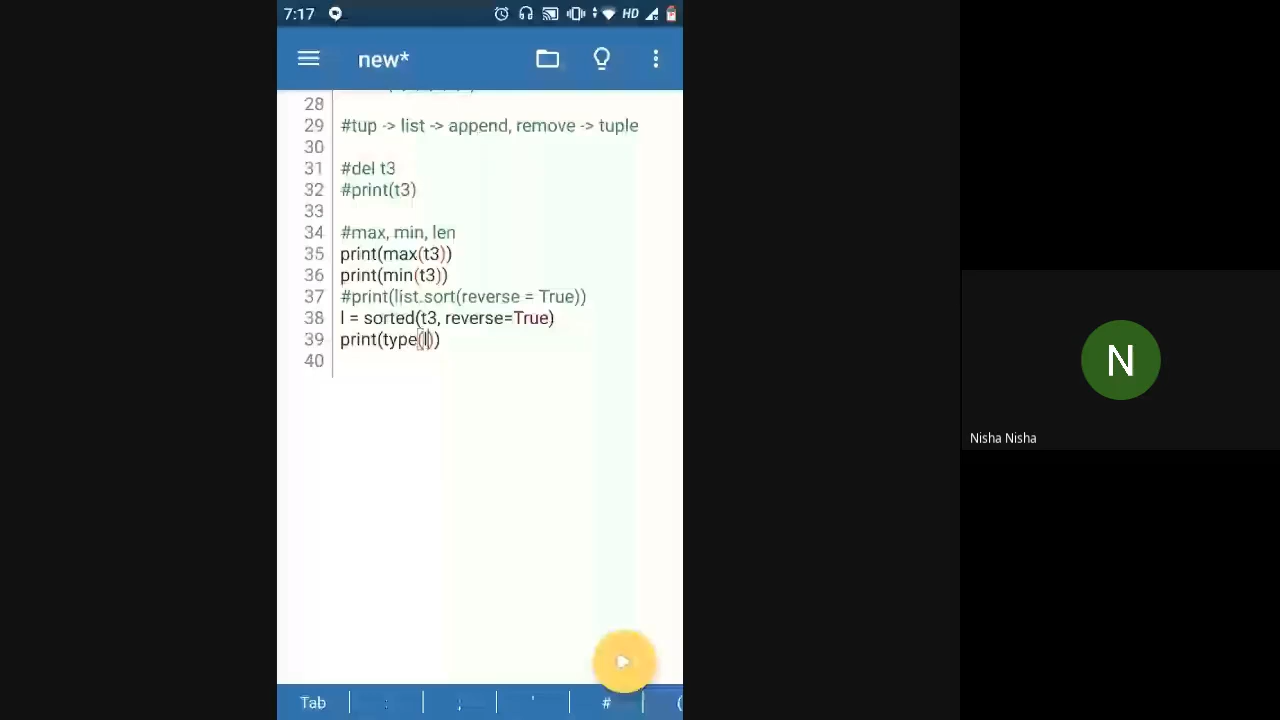 7:17 HD
new*
28
29 #tup -> list -> append, remove -> tuple
30
31 #del t3
32 #print(t3)
33
34 #max, min, len
35 print(max(t3))
36 print(min(t3))
37 #print(list.sort(reverse = True))
38 l = sorted(t3, reverse=True)
39 print(type(l))
40
Tab : ; ' # (
N
Nisha Nisha